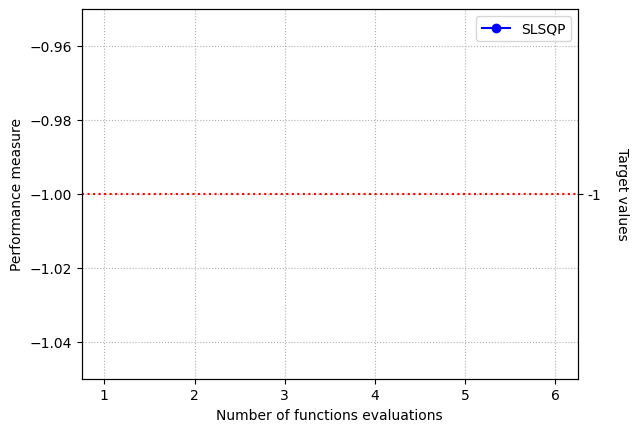 SLSQP
−0.96
−0.98
−1.00
−1.02
−1.04
Performance measure
-1
Target values
1 2 3 4 5 6
Number of functions evaluations